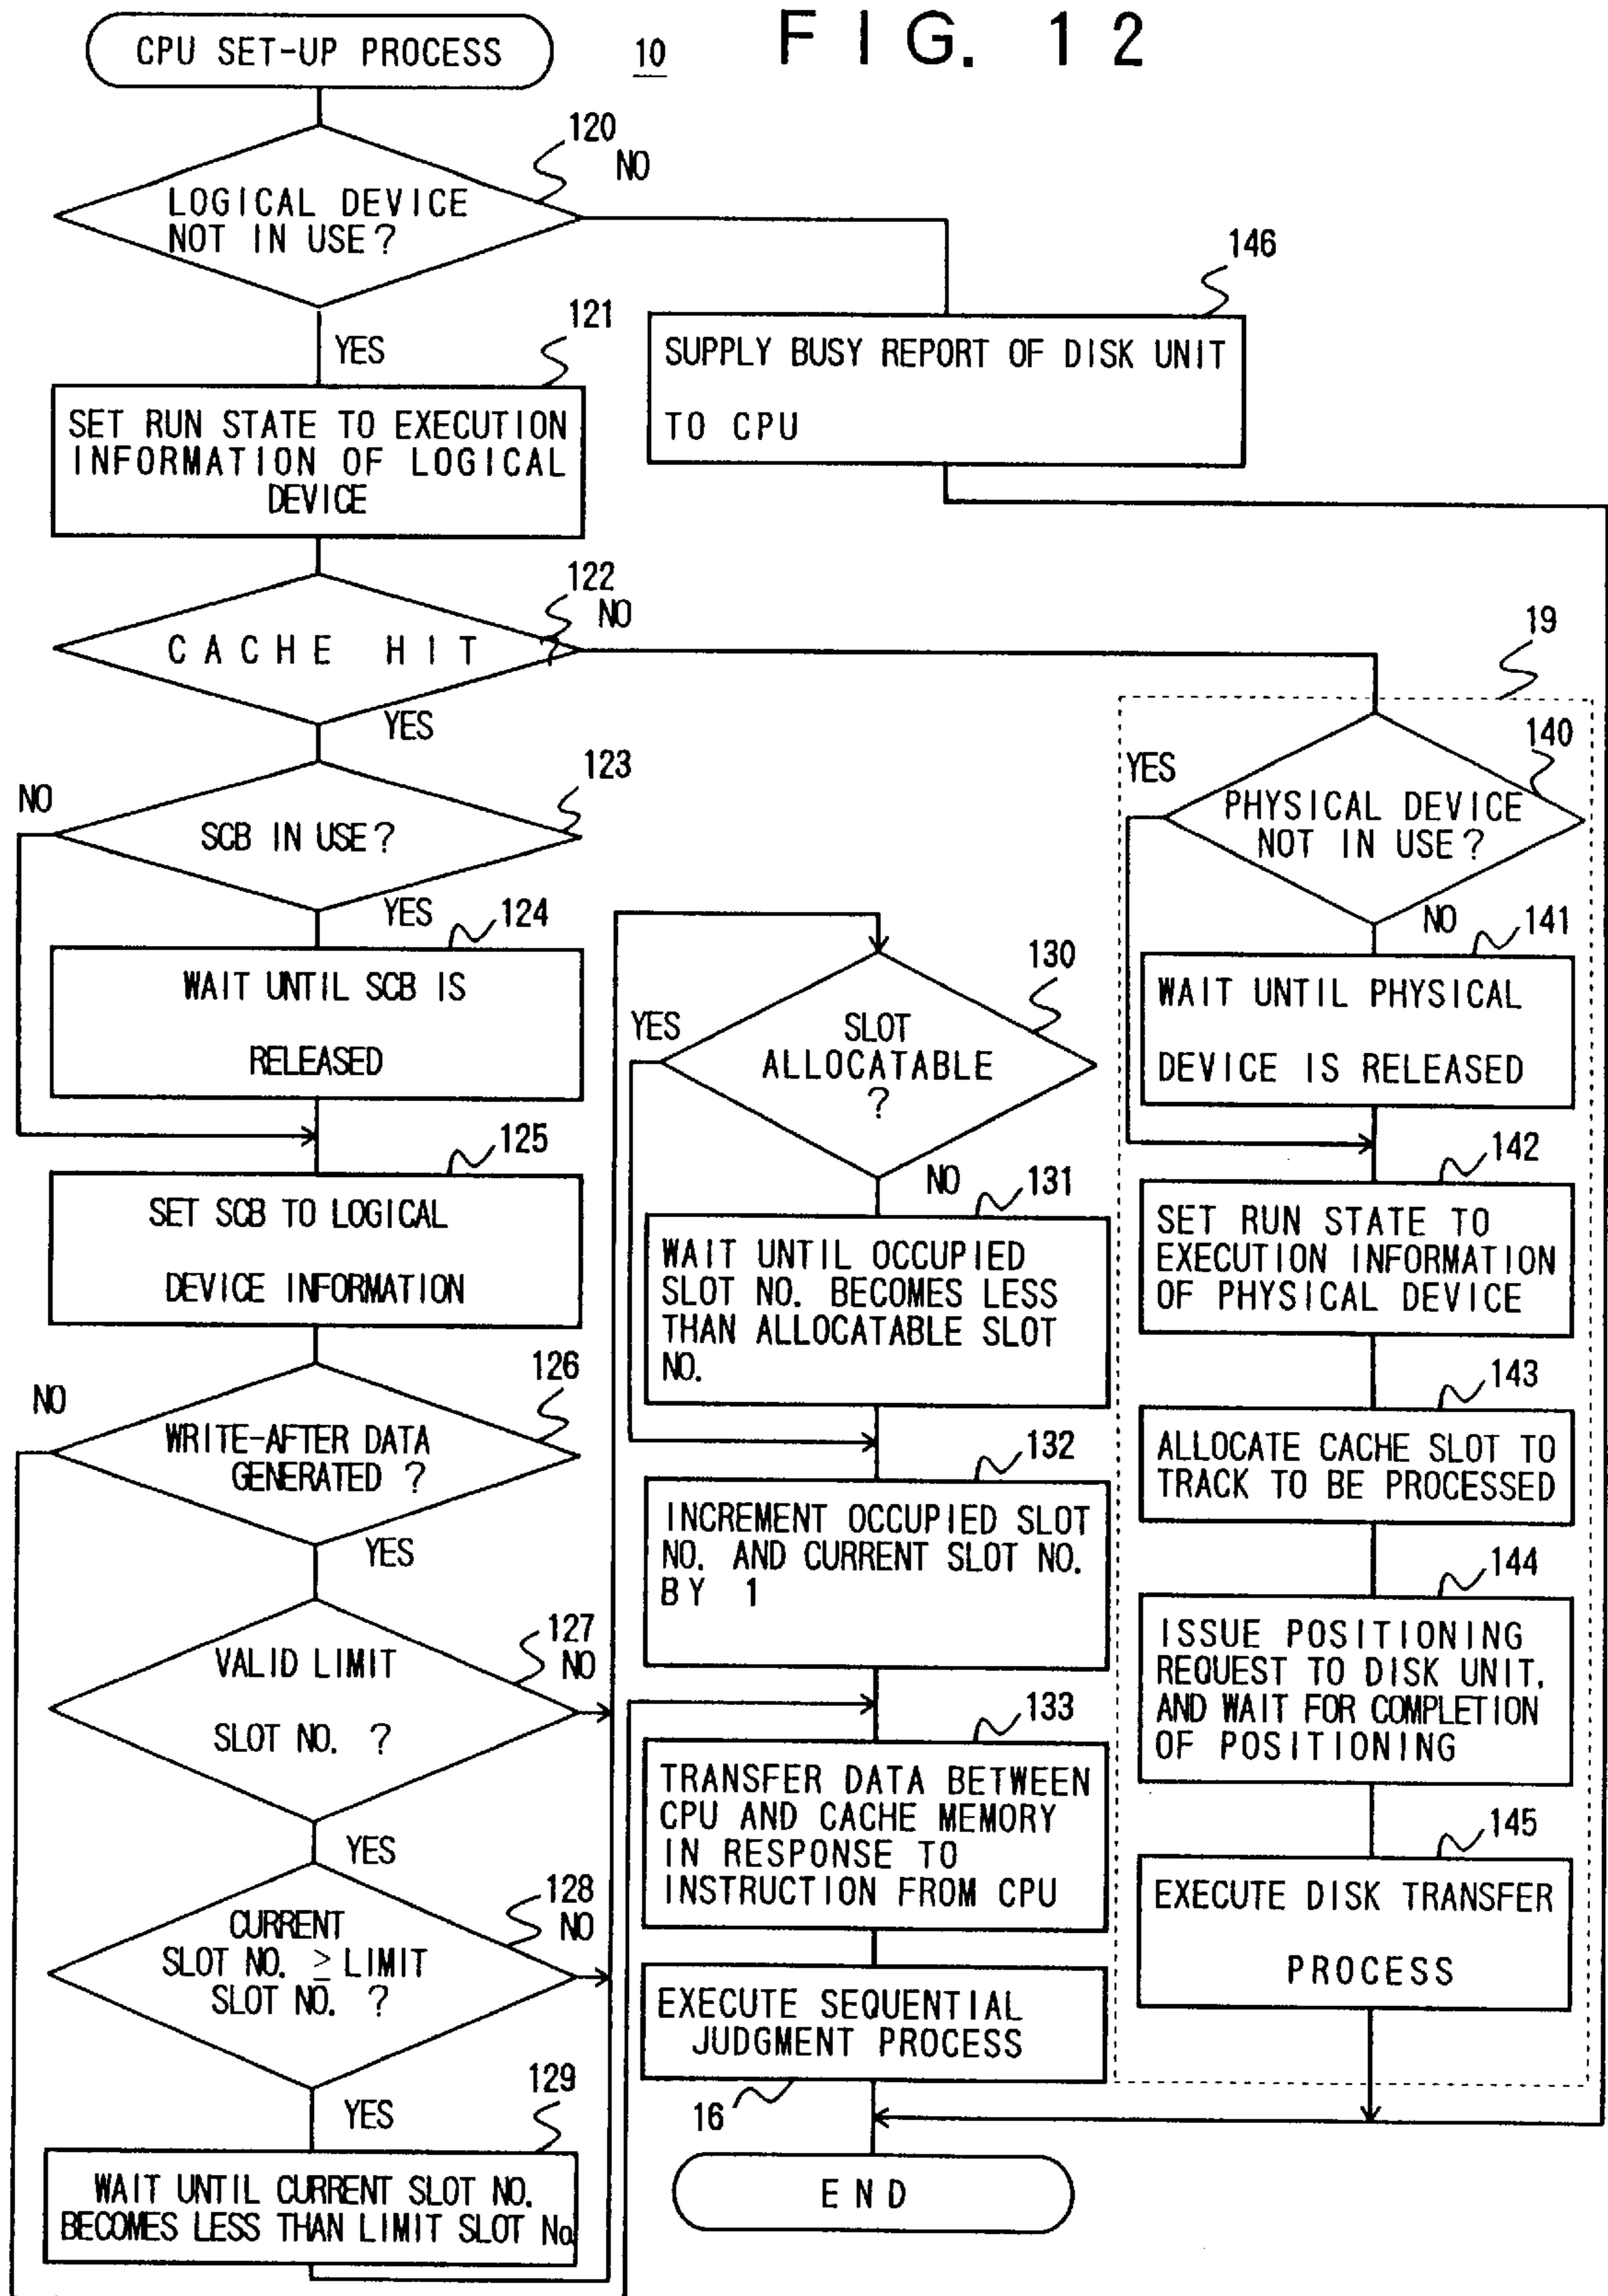 FIG. 12
10
CPU SET-UP PROCESS
120
NO
LOGICAL DEVICE
NOT IN USE?
YES
121
SET RUN STATE TO EXECUTION
INFORMATION OF LOGICAL
DEVICE
146
SUPPLY BUSY REPORT OF DISK UNIT
TO CPU
122
NO
CACHE HIT
YES
123
NO
SCB IN USE?
YES
124
WAIT UNTIL SCB IS
RELEASED
125
SET SCB TO LOGICAL
DEVICE INFORMATION
126
NO
WRITE-AFTER DATA
GENERATED ?
YES
127
NO
VALID LIMIT
SLOT NO. ?
YES
128
NO
CURRENT
SLOT NO. ≥ LIMIT
SLOT NO. ?
YES
129
WAIT UNTIL CURRENT SLOT NO.
BECOMES LESS THAN LIMIT SLOT No.
130
YES
SLOT
ALLOCATABLE
?
NO
131
WAIT UNTIL OCCUPIED
SLOT NO. BECOMES LESS
THAN ALLOCATABLE SLOT
NO.
132
INCREMENT OCCUPIED SLOT
NO. AND CURRENT SLOT NO.
BY 1
133
TRANSFER DATA BETWEEN
CPU AND CACHE MEMORY
IN RESPONSE TO
INSTRUCTION FROM CPU
EXECUTE SEQUENTIAL
JUDGMENT PROCESS
16
END
19
140
YES
PHYSICAL DEVICE
NOT IN USE?
NO
141
WAIT UNTIL PHYSICAL
DEVICE IS RELEASED
142
SET RUN STATE TO
EXECUTION INFORMATION
OF PHYSICAL DEVICE
143
ALLOCATE CACHE SLOT TO
TRACK TO BE PROCESSED
144
ISSUE POSITIONING
REQUEST TO DISK UNIT,
AND WAIT FOR COMPLETION
OF POSITIONING
145
EXECUTE DISK TRANSFER
PROCESS